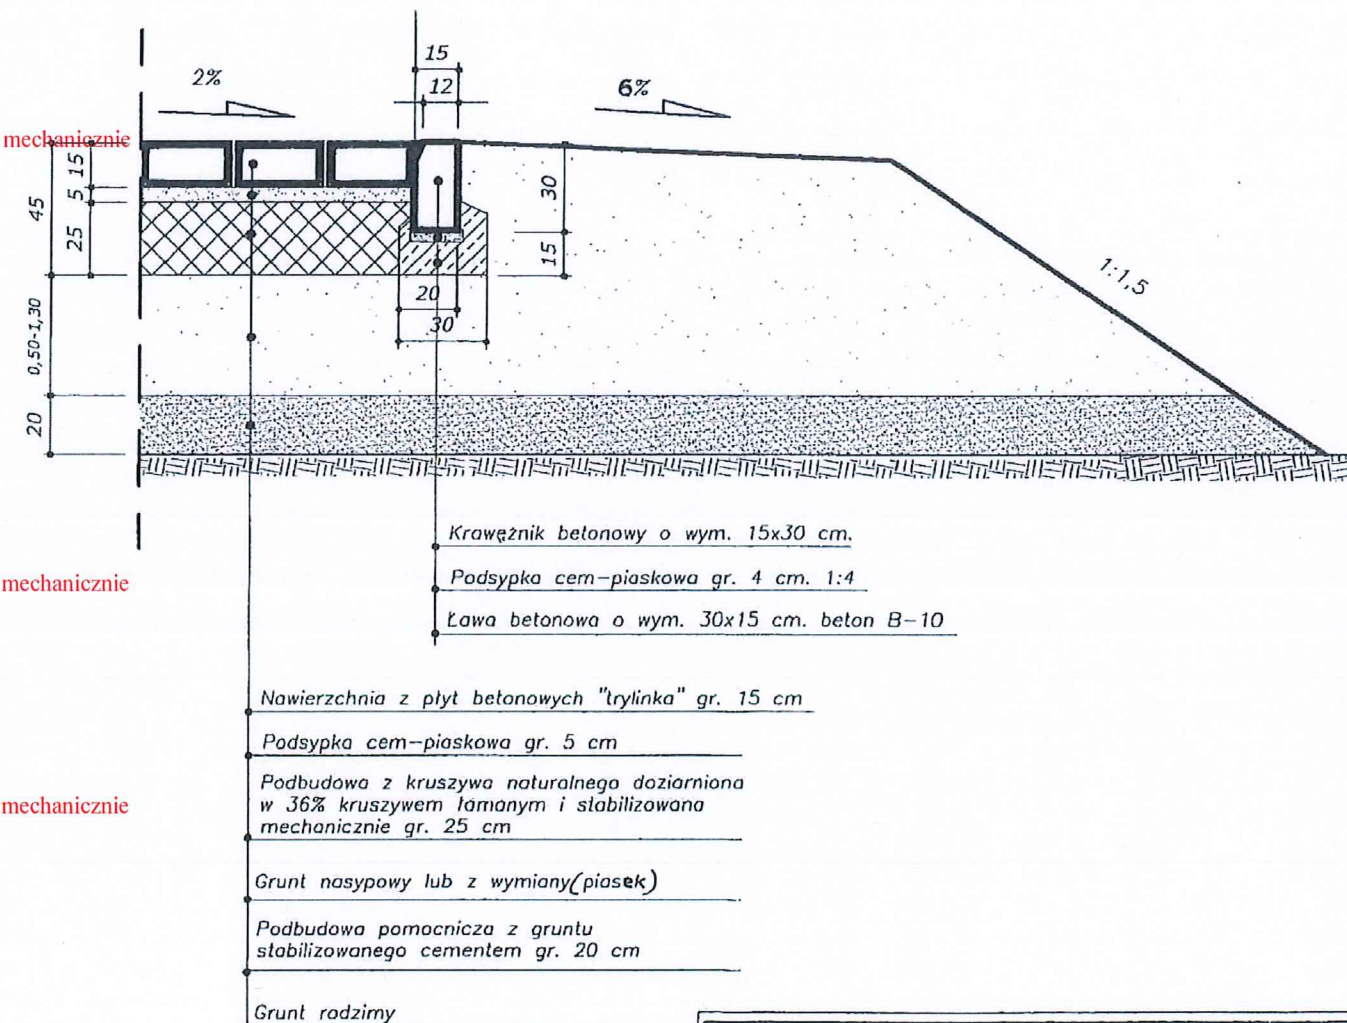 15
2%
12
6%
mechanicznie
15
5
25
45
30
15
1:1,5
20
30
0,50-1,30
20
Krawężnik betonowy o wym. 15x30 cm.
mechanicznie
Podsypka cem-piaskowa gr. 4 cm. 1:4
Ława betonowa o wym. 30x15 cm. beton B-10
Nawierzchnia z płyt betonowych "trylinka" gr. 15 cm
Podsypka cem-piaskowa gr. 5 cm
Podbudowa z kruszywa naturalnego doziarniona
mechanicznie
w 36% kruszywem łamanym i stabilizowana
mechanicznie gr. 25 cm
Grunt nasypowy lub z wymiany(piasek)
Podbudowa pomocnicza z gruntu
stabilizowanego cementem gr. 20 cm
Grunt rodzimy